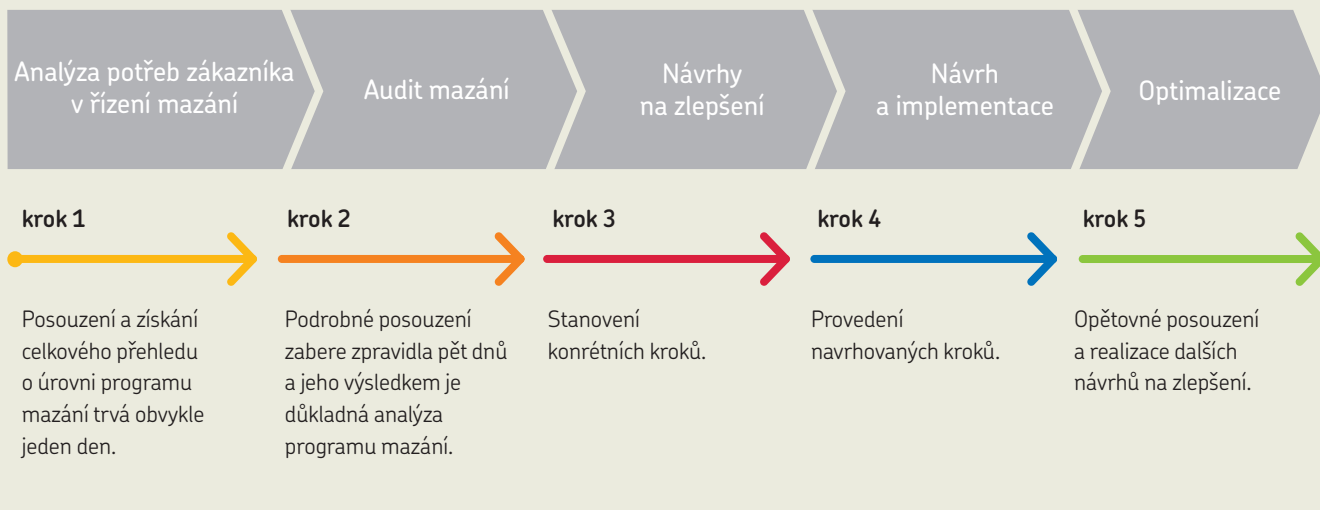 Analýza potřeb zákazníka
v řízení mazání
Audit mazání
Návrhy
na zlepšení
Návrh
a implementace
Optimalizace
krok 1
krok 2
krok 3
krok 4
krok 5
Posouzení a získání
celkového přehledu
o úrovni programu
mazání trvá obvykle
jeden den.
Podrobné posouzení
zabere zpravidla pět dnů
a jeho výsledkem je
důkladná analýza
programu mazání.
Stanovení
konrétních kroků.
Provedení
navrhovaných kroků.
Opětovné posouzení
a realizace dalších
návrhů na zlepšení.